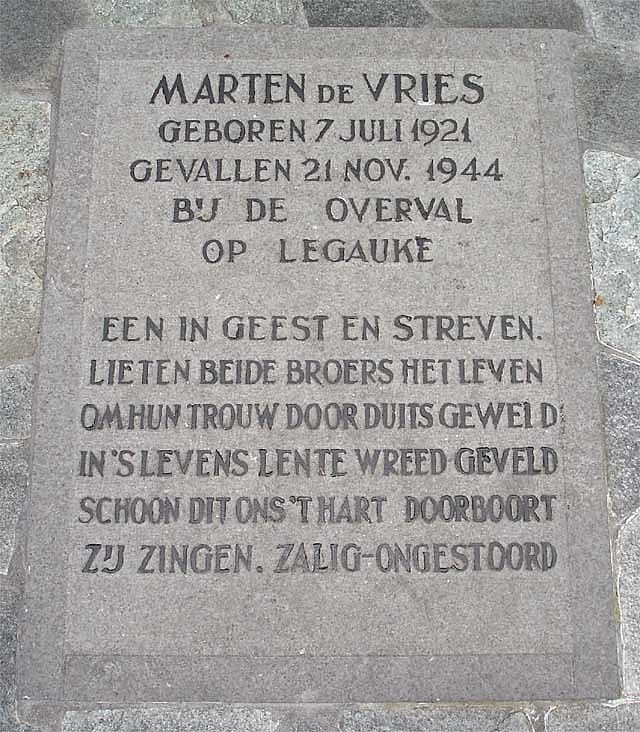 MARTEN DE VRIES
GEBOREN 7 JULI 1921
GEVALLEN 21 NOV. 1944
BIJ DE OVERVAL
OP LEGAUKE
EEN IN GEEST EN STREVEN.
LIETEN BEIDE BROERS HET LEVEN
OM HUN TROUW DOOR DUITS GEWELD
IN 'S LEVENS LENTE WREED GEVELD
SCHOON DIT ONS 'T HART DOORBOORT
ZIJ ZINGEN. ZALIG-ONGESTOORD